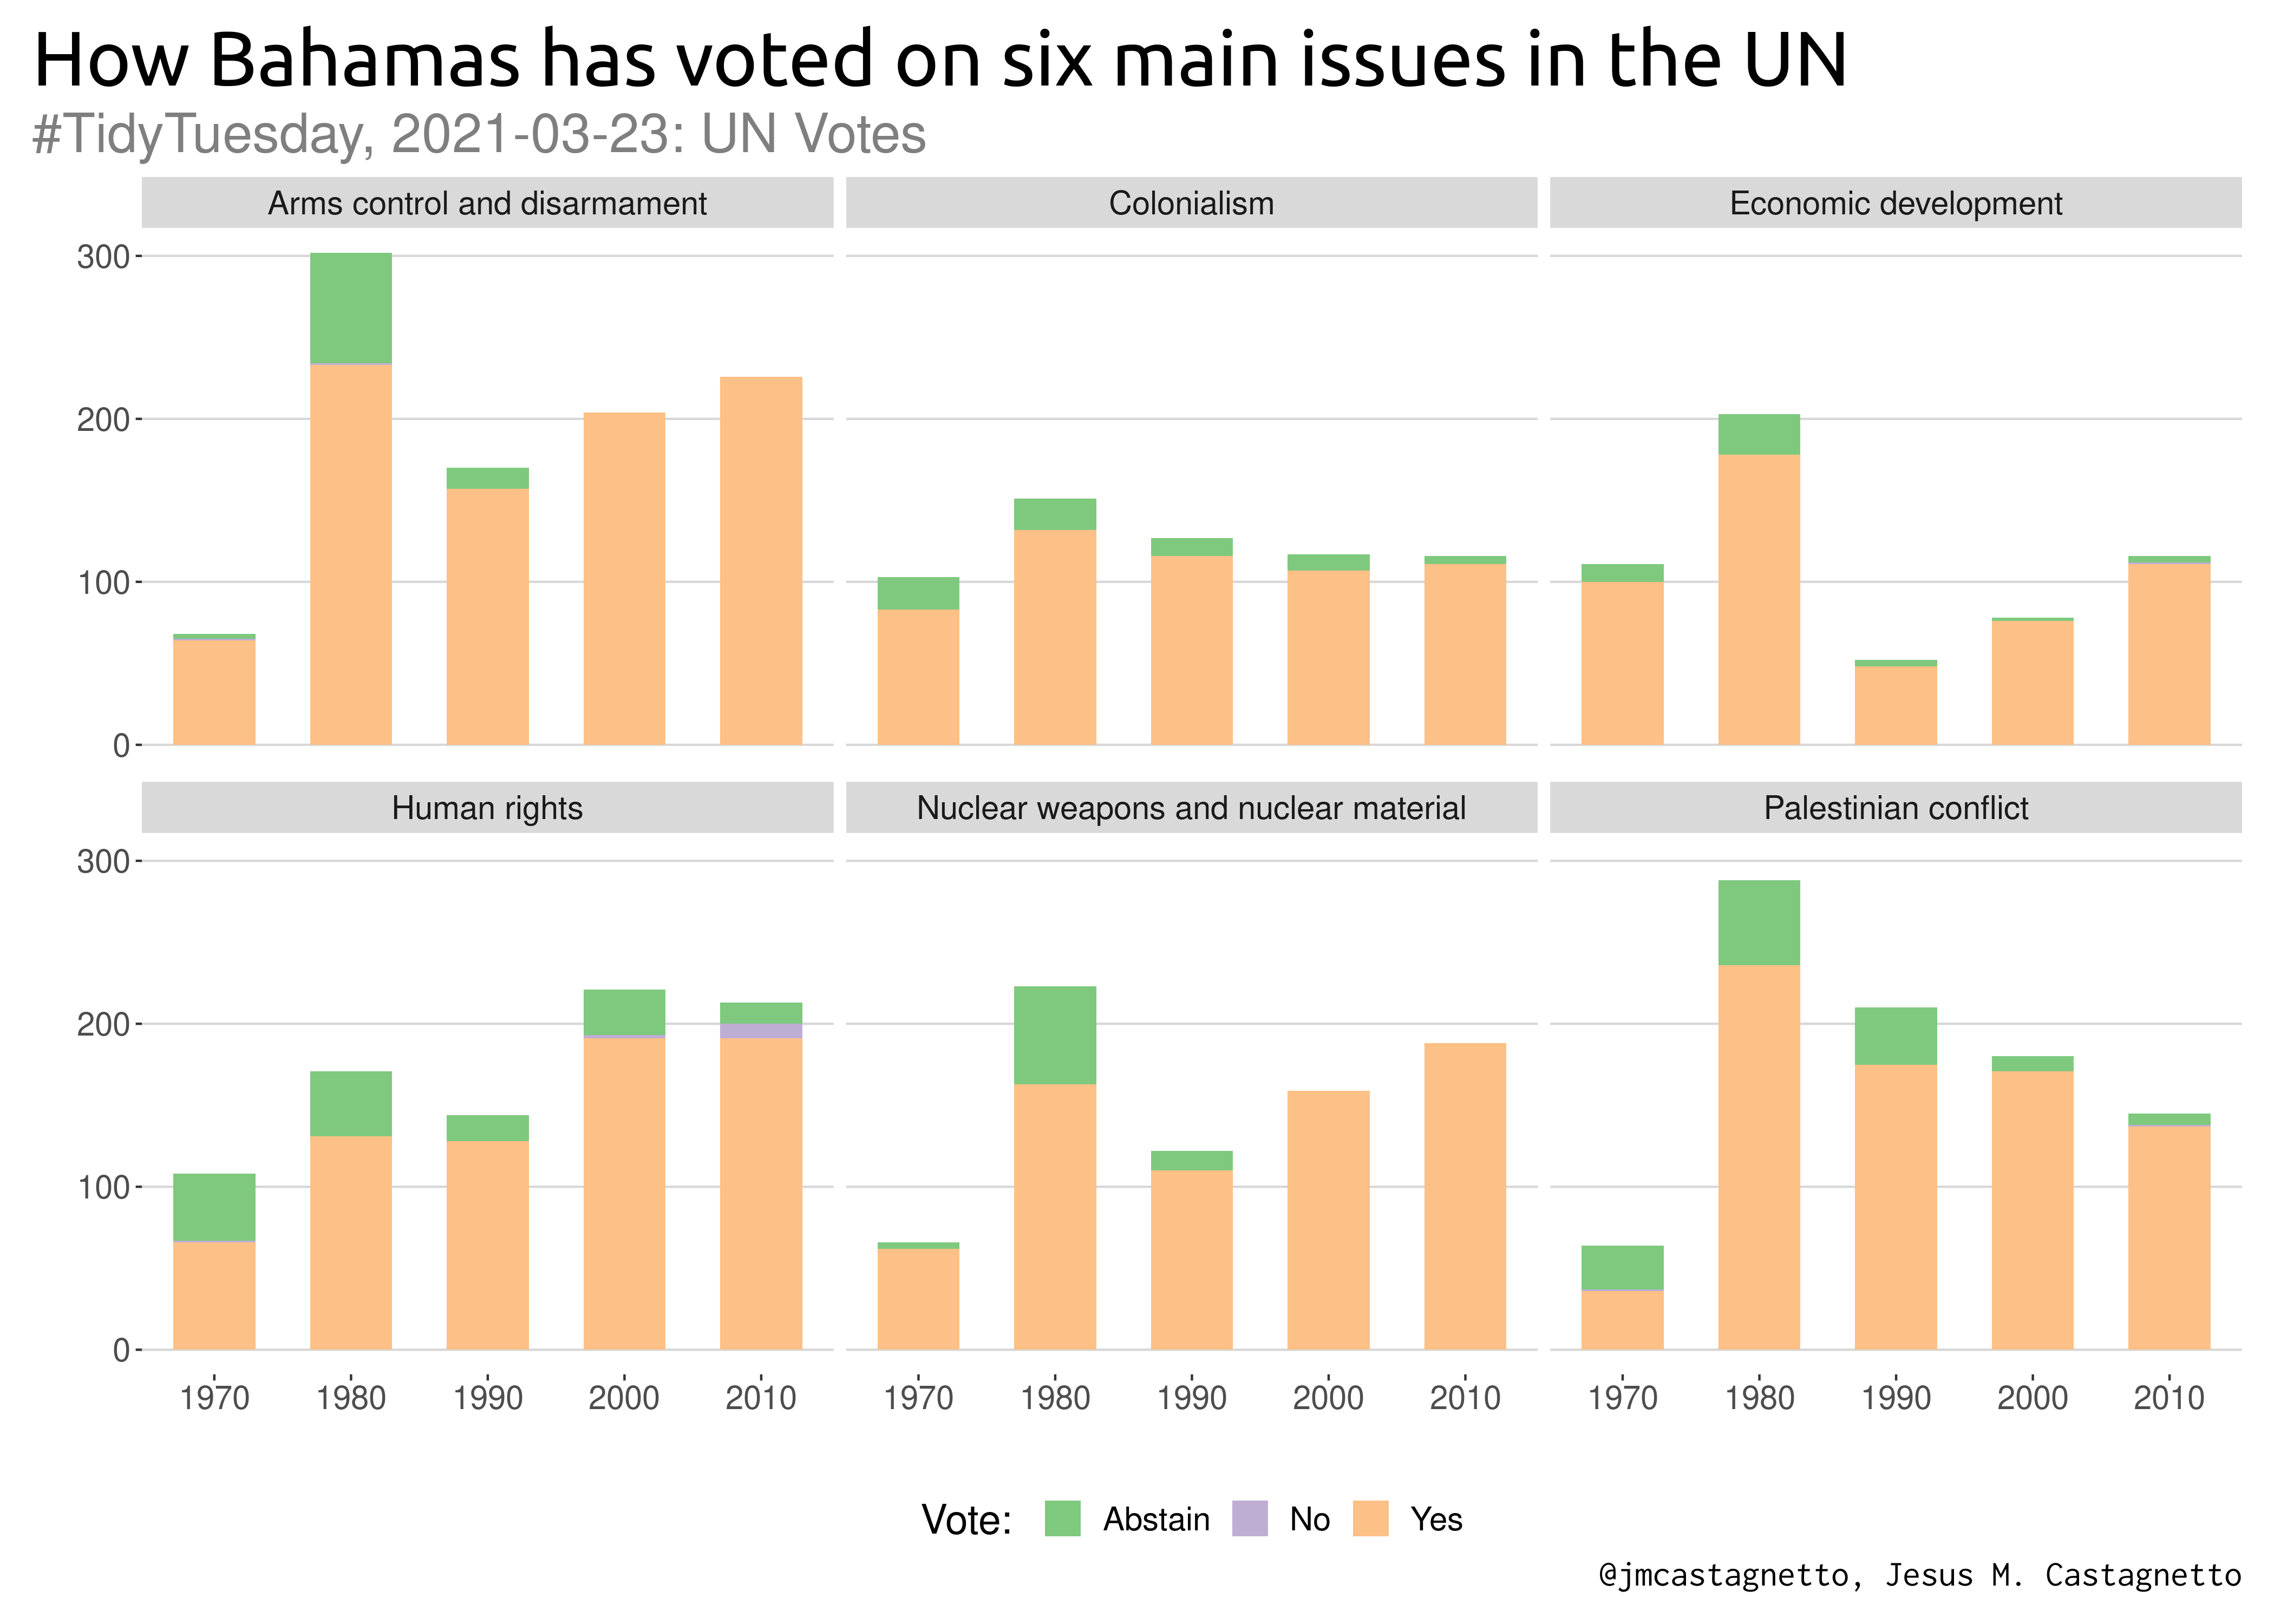 How Bahamas has voted on six main issues in the UN
#TidyTuesday, 2021-03-23: UN Votes
Arms control and disarmament
Colonialism
Economic development
300
200
100
0
Human rights
Nuclear weapons and nuclear material
Palestinian conflict
300
200
100
0
1970 1980 1990 2000 2010
1970 1980 1990 2000 2010
1970 1980 1990 2000 2010
Vote: Abstain No Yes
@jmcastagnetto, Jesus M. Castagnetto